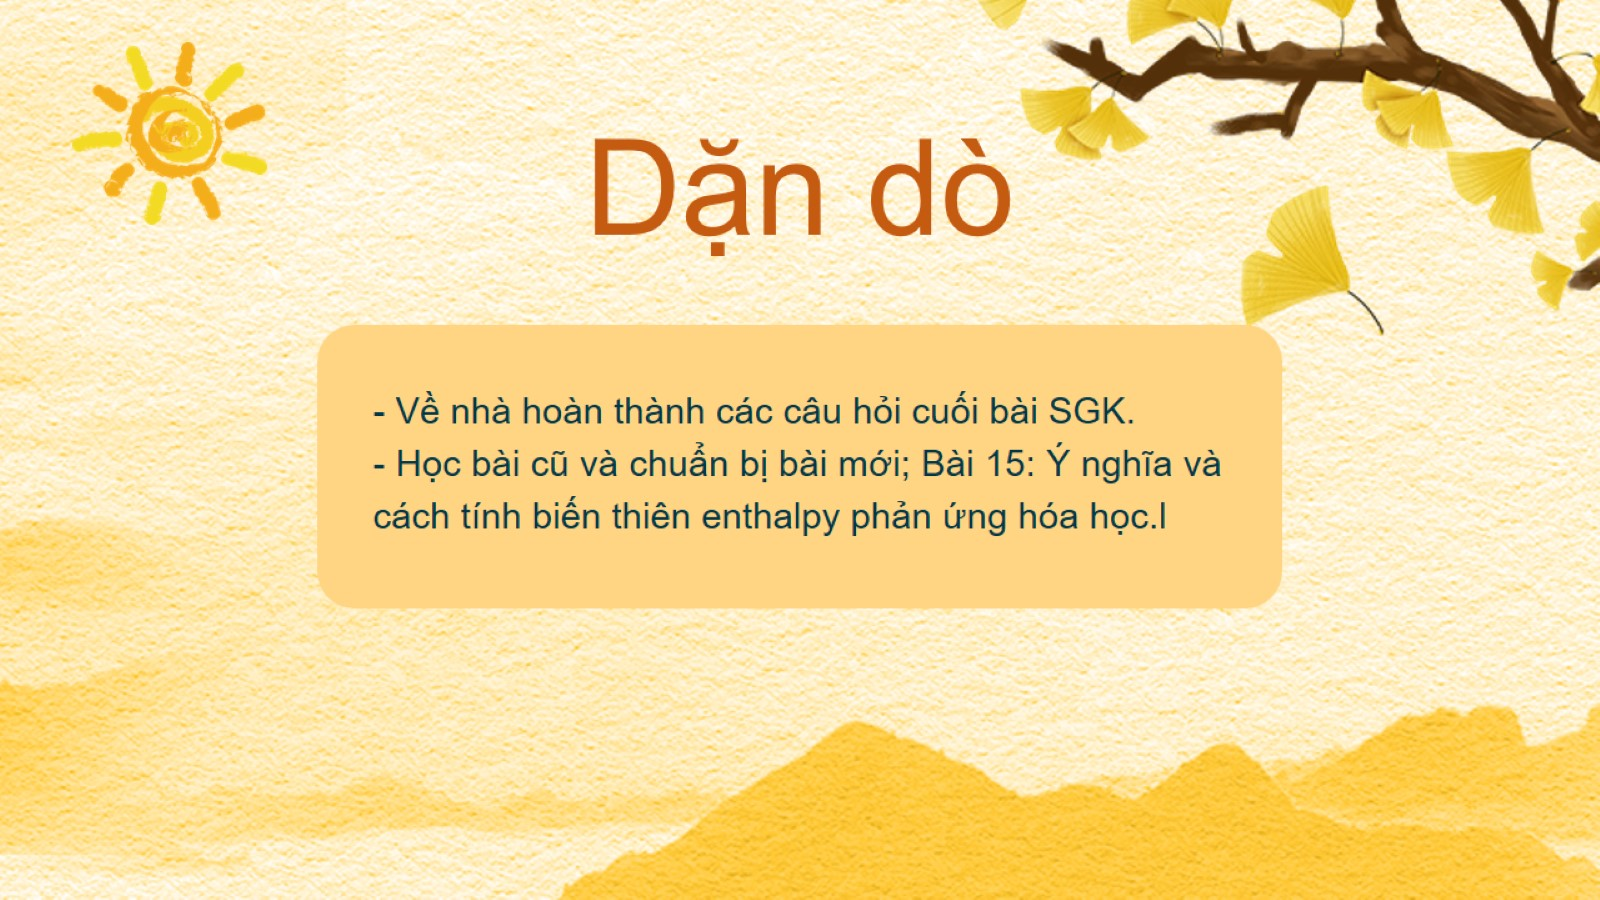 Dặn dò
- Về nhà hoàn thành các câu hỏi cuối bài SGK.
- Học bài cũ và chuẩn bị bài mới; Bài 15: Ý nghĩa và
cách tính biến thiên enthalpy phản ứng hóa học.l